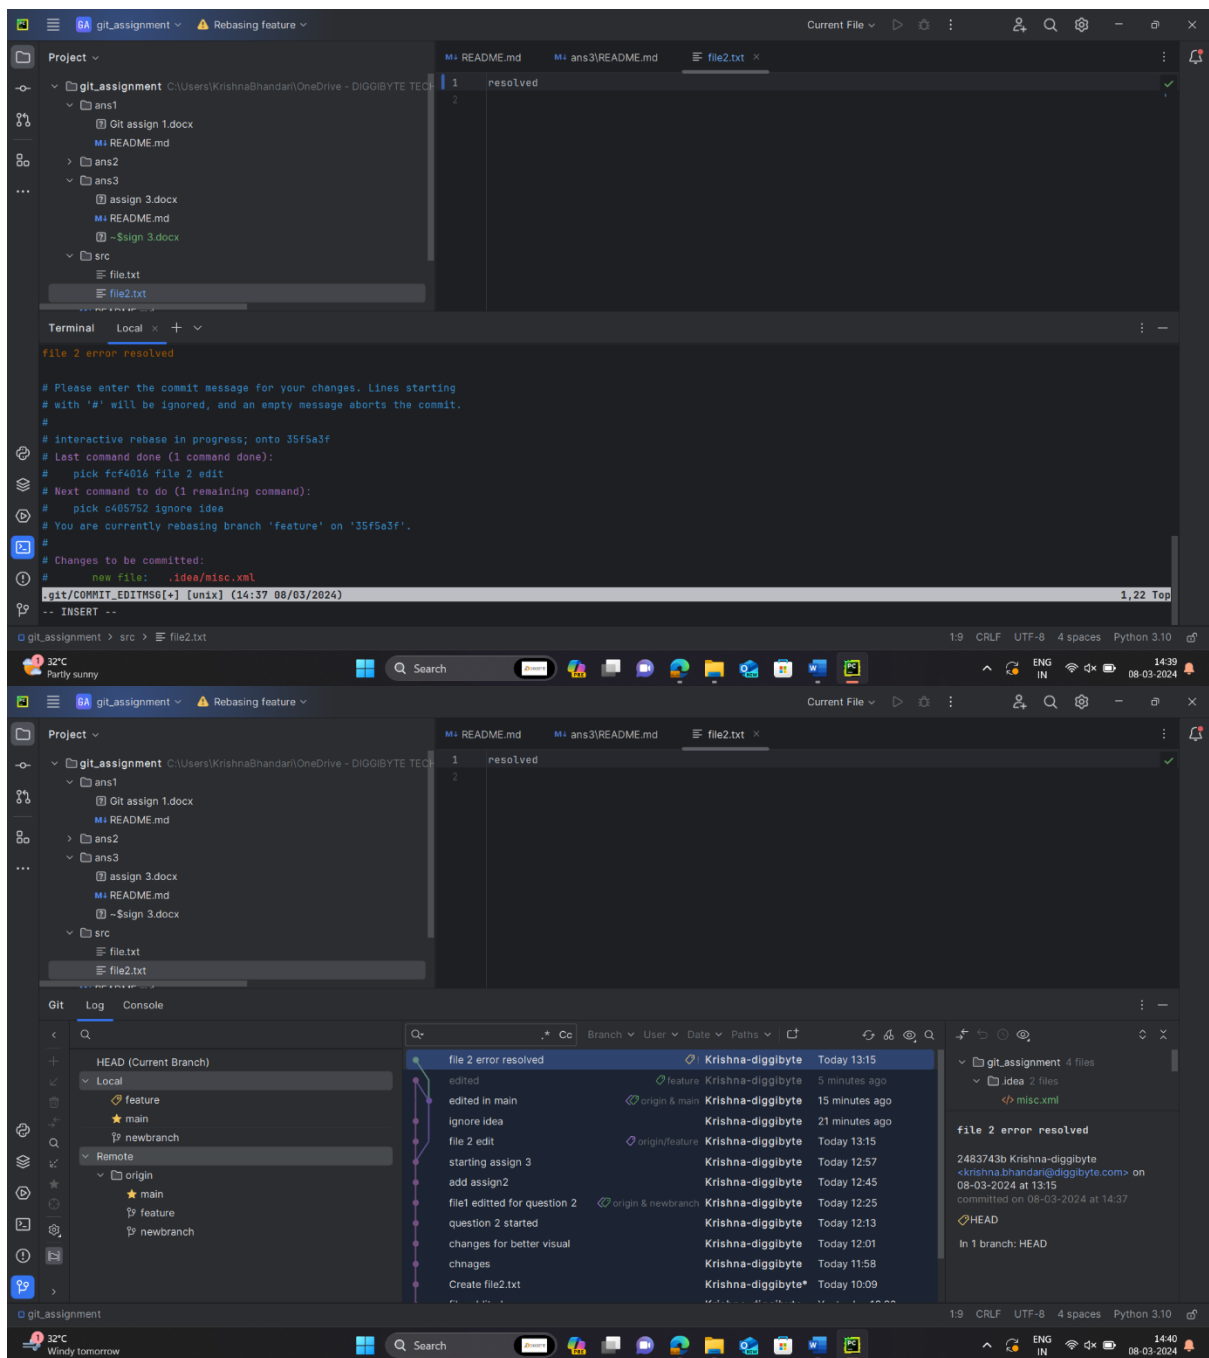 GA git_assignment Rebasing feature Current File
Project M↓ README.md M↓ ans3\README.md file2.txt ×
git_assignment C:\Users\KrishnaBhandari\OneDrive - DIGGIBYTE TECH 1 resolved
ans1 2
Git assign 1.docx
M↓ README.md
ans2
ans3
assign 3.docx
M↓ README.md
~$sign 3.docx
src
file.txt
file2.txt
Terminal Local × +
file 2 error resolved
# Please enter the commit message for your changes. Lines starting
# with '#' will be ignored, and an empty message aborts the commit.
#
# interactive rebase in progress; onto 35f5a3f
# Last command done (1 command done):
#    pick fcf4016 file 2 edit
# Next command to do (1 remaining command):
#    pick c405752 ignore idea
# You are currently rebasing branch 'feature' on '35f5a3f'.
#
# Changes to be committed:
#       new file:   .idea/misc.xml
.git/COMMIT_EDITMSG[+] [unix] (14:37 08/03/2024) 1,22 Top
-- INSERT --
git_assignment > src > file2.txt 1:9 CRLF UTF-8 4 spaces Python 3.10
1 32°C Search ENG 14:39
Partly sunny IN 08-03-2024
GA git_assignment Rebasing feature Current File
Project M↓ README.md M↓ ans3\README.md file2.txt ×
git_assignment C:\Users\KrishnaBhandari\OneDrive - DIGGIBYTE TECH 1 resolved
ans1 2
Git assign 1.docx
M↓ README.md
ans2
ans3
assign 3.docx
M↓ README.md
~$sign 3.docx
src
file.txt
file2.txt
Git Log Console
.* Cc Branch User Date Paths
HEAD (Current Branch) file 2 error resolved Krishna-diggibyte Today 13:15 git_assignment 4 files
Local edited feature Krishna-diggibyte 5 minutes ago .idea 2 files
feature edited in main origin & main Krishna-diggibyte 15 minutes ago misc.xml
main ignore idea Krishna-diggibyte 21 minutes ago file 2 error resolved
newbranch file 2 edit origin/feature Krishna-diggibyte Today 13:15
Remote starting assign 3 Krishna-diggibyte Today 12:57 2483743b Krishna-diggibyte
origin add assign2 Krishna-diggibyte Today 12:45 <krishna.bhandari@diggibyte.com> on
main file1 editted for question 2 origin & newbranch Krishna-diggibyte Today 12:25 08-03-2024 at 13:15
feature question 2 started Krishna-diggibyte Today 12:13 committed on 08-03-2024 at 14:37
newbranch changes for better visual Krishna-diggibyte Today 12:01 HEAD
chnages Krishna-diggibyte Today 11:58 In 1 branch: HEAD
Create file2.txt Krishna-diggibyte* Today 10:09
git_assignment 1:9 CRLF UTF-8 4 spaces Python 3.10
1 32°C Search ENG 14:40
Windy tomorrow IN 08-03-2024